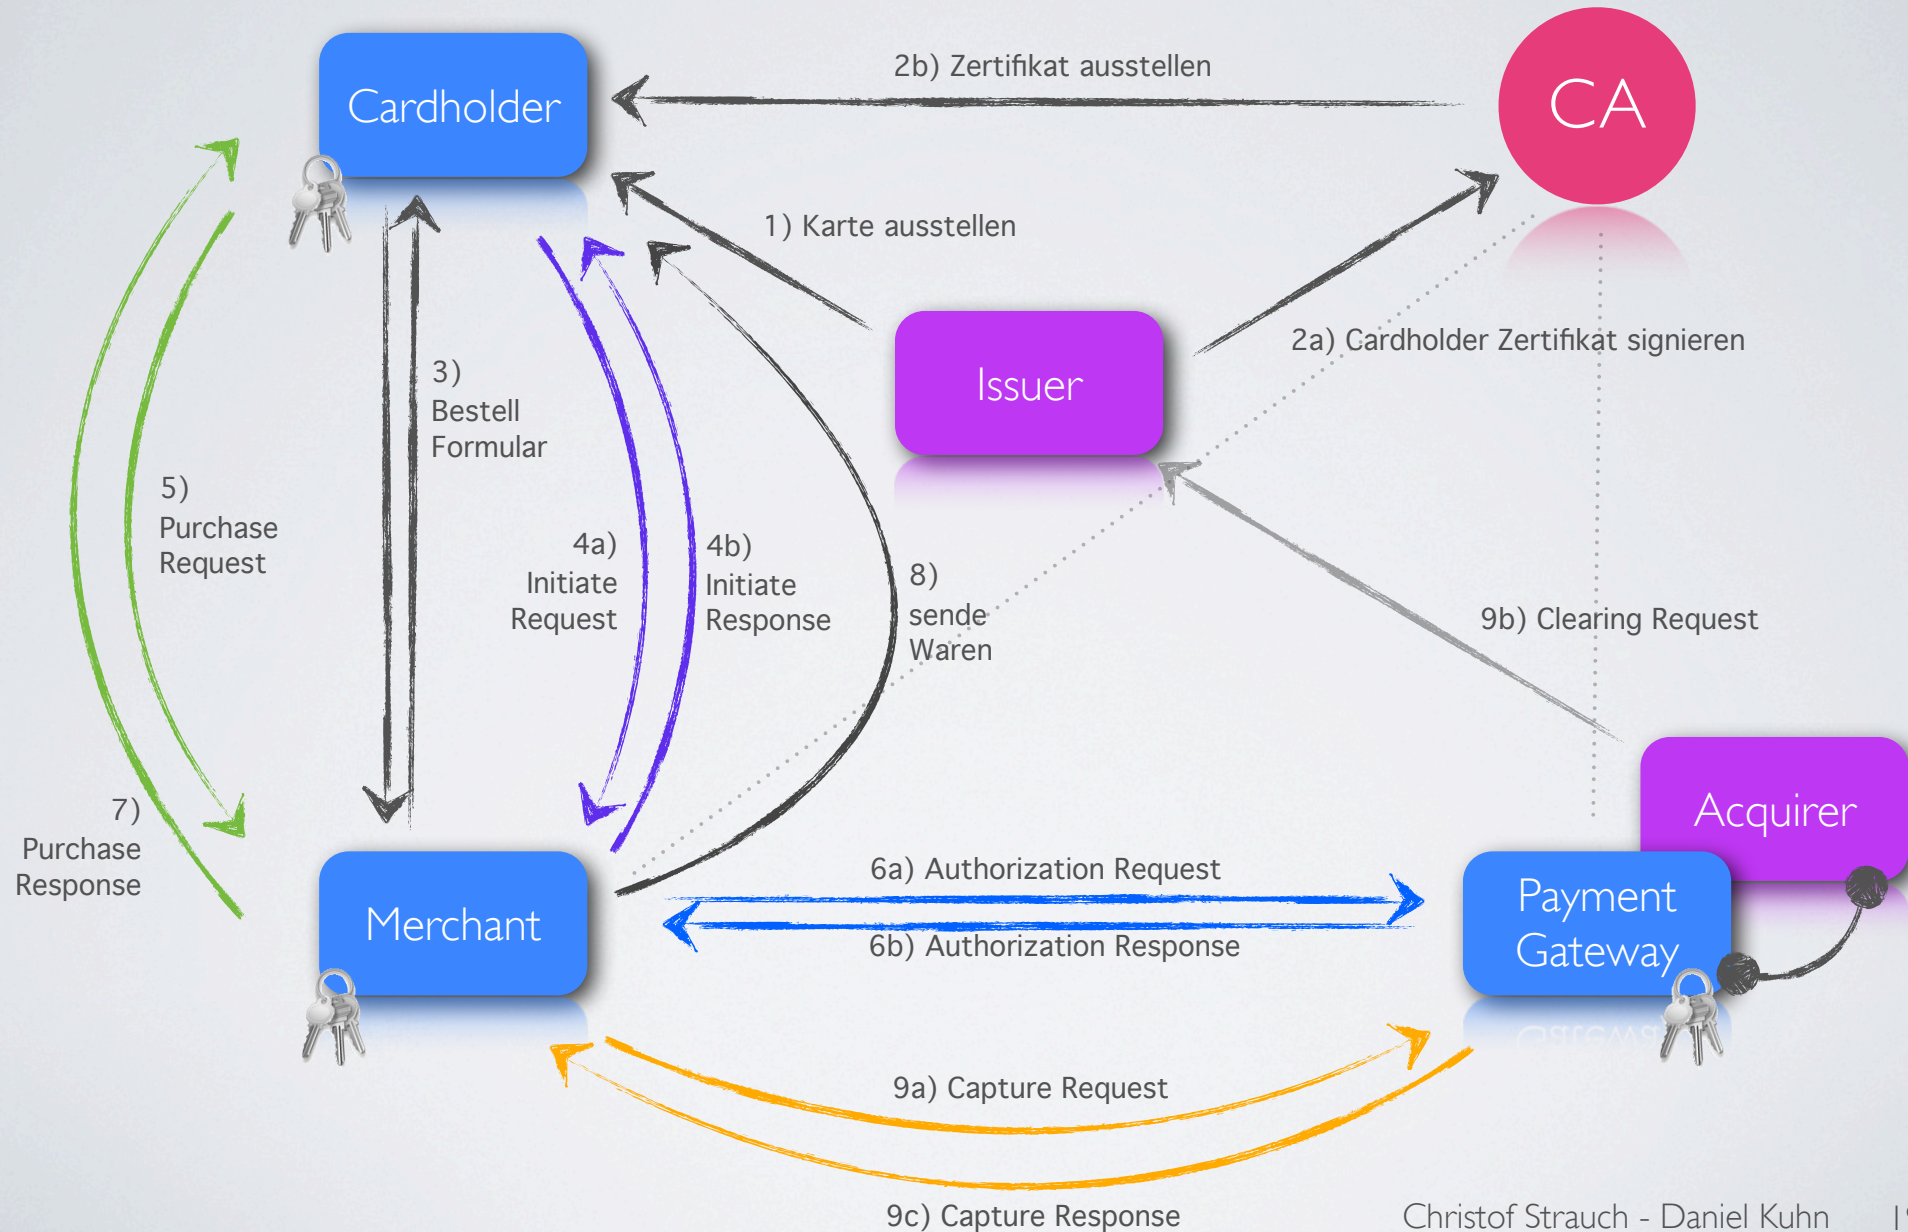 2b) Zertifikat ausstellen
Cardholder
CA
1) Karte ausstellen
2a) Cardholder Zertifikat signieren
Issuer
3)
Bestell
Formular
5)
Purchase
Request
4a)
Initiate
Request
4b)
Initiate
Response
8)
sende
Waren
9b) Clearing Request
7)
Purchase
Response
Acquirer
6a) Authorization Request
Merchant
6b) Authorization Response
Payment
Gateway
9a) Capture Request
9c) Capture Response
Christof Strauch - Daniel Kuhn